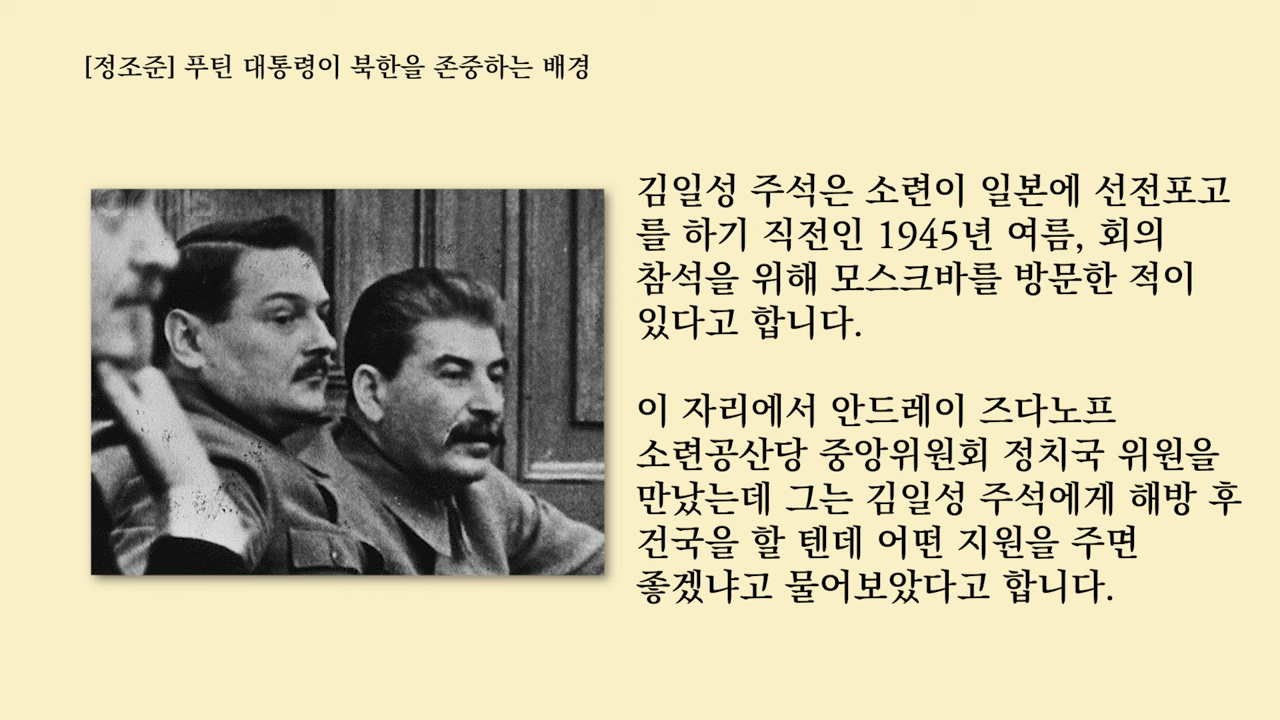 [정조준] 푸틴 대통령이 북한을 존중하는 배경
김일성 주석은 소련이 일본에 선전포고
를 하기 직전인 1945년 여름, 회의
참석을 위해 모스크바를 방문한 적이
있다고 합니다.
이 자리에서 안드레이 즈다노프
소련공산당 중앙위원회 정치국 위원을
만났는데 그는 김일성 주석에게 해방 후
건국을 할 텐데 어떤 지원을 주면
좋겠냐고 물어보았다고 합니다.